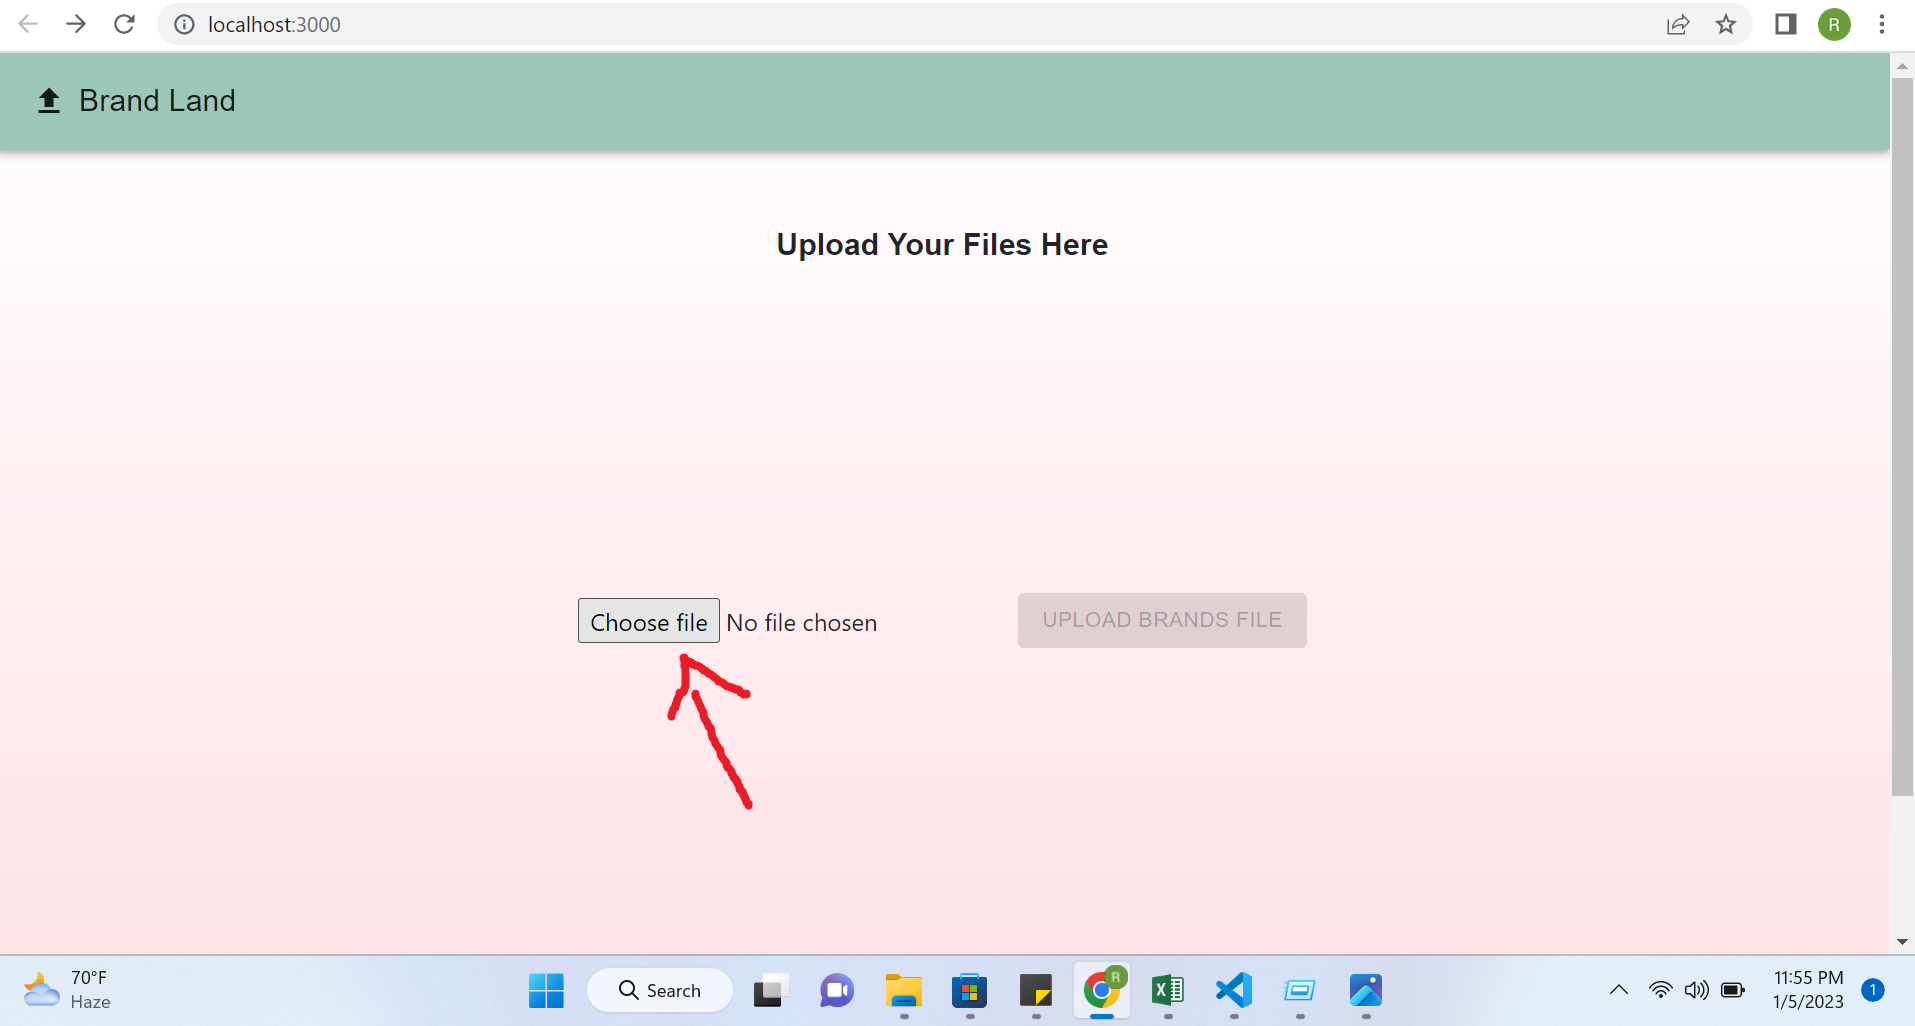 localhost:3000
R
Brand Land
Upload Your Files Here
Choose file No file chosen
UPLOAD BRANDS FILE
70°F
Haze
Search
R
11:55 PM
1/5/2023
1